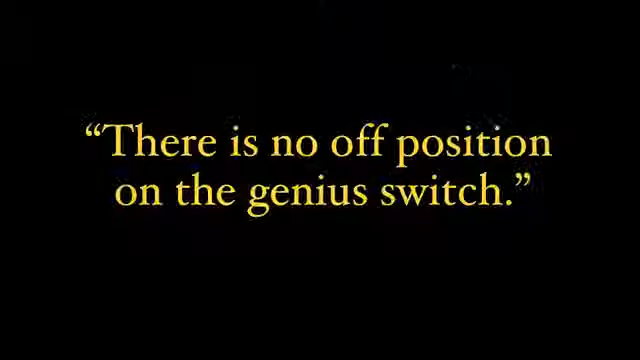 “There is no off position
on the genius switch.”